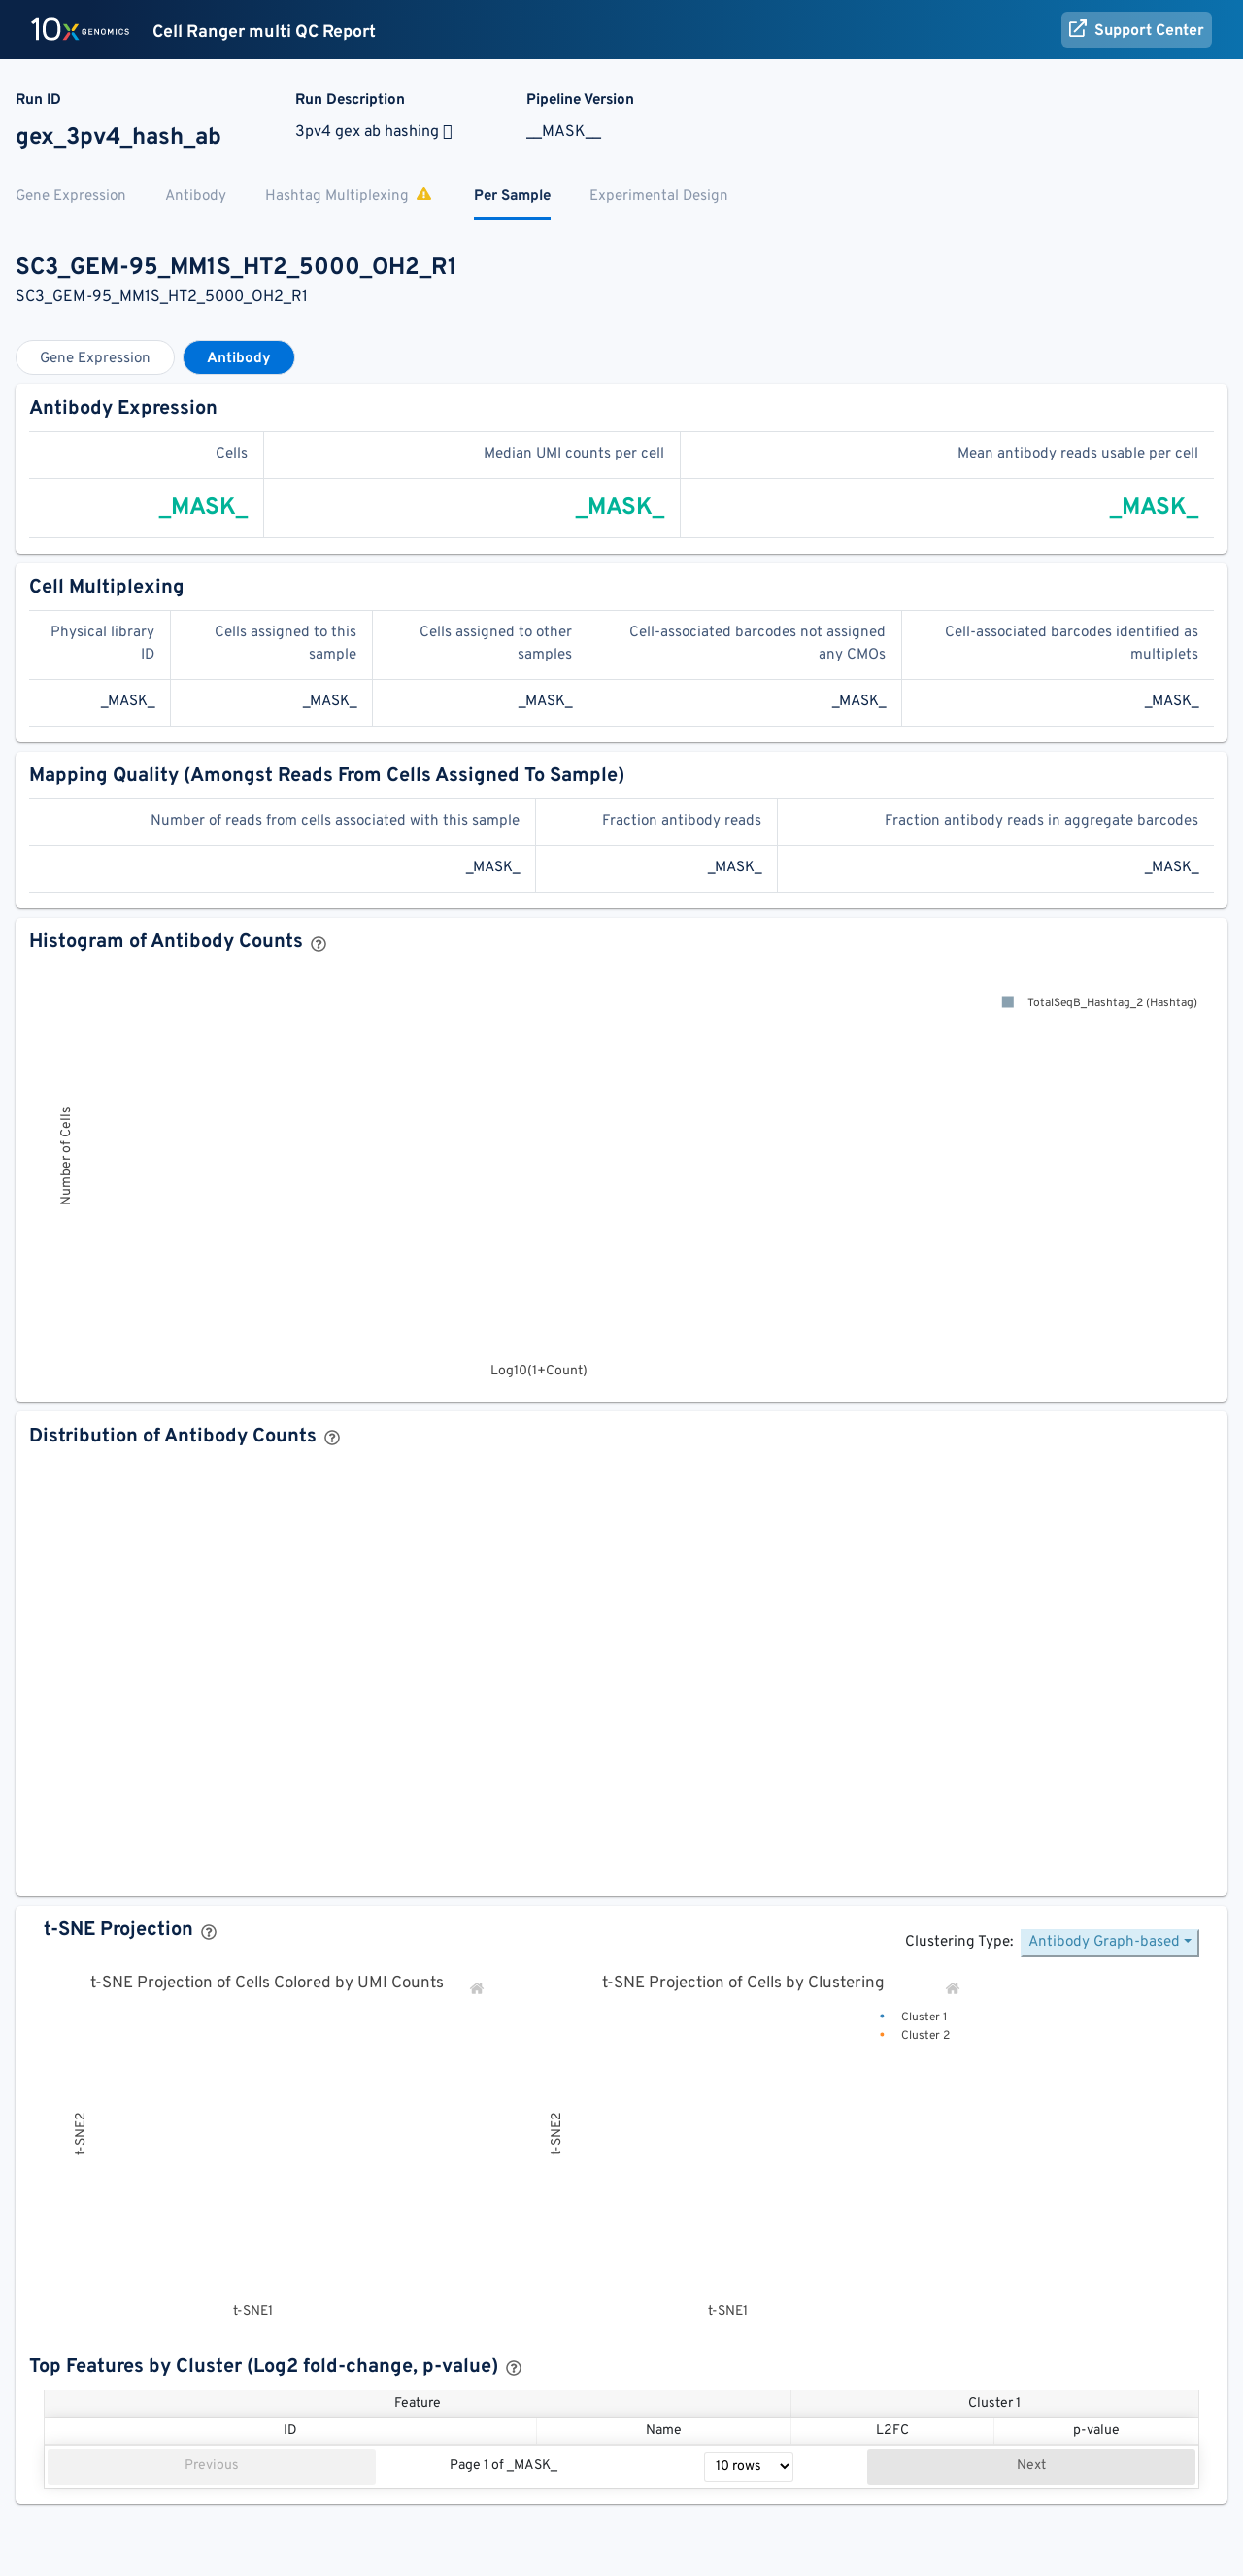 10x GENOMICS Cell Ranger multi QC Report Support Center
Run ID Run Description Pipeline Version
gex_3pv4_hash_ab 3pv4 gex ab hashing ▯ __MASK__
Gene Expression Antibody Hashtag Multiplexing Per Sample Experimental Design
SC3_GEM-95_MM1S_HT2_5000_OH2_R1
SC3_GEM-95_MM1S_HT2_5000_OH2_R1
Gene Expression Antibody
Antibody Expression
Cells Median UMI counts per cell Mean antibody reads usable per cell
_MASK_ _MASK_ _MASK_
Cell Multiplexing
Physical library ID Cells assigned to this sample Cells assigned to other samples Cell-associated barcodes not assigned any CMOs Cell-associated barcodes identified as multiplets
_MASK_ _MASK_ _MASK_ _MASK_ _MASK_
Mapping Quality (Amongst Reads From Cells Assigned To Sample)
Number of reads from cells associated with this sample Fraction antibody reads Fraction antibody reads in aggregate barcodes
_MASK_ _MASK_ _MASK_
Histogram of Antibody Counts
TotalSeqB_Hashtag_2 (Hashtag)
Number of Cells
Log10(1+Count)
Distribution of Antibody Counts
t-SNE Projection
Clustering Type: Antibody Graph-based
t-SNE Projection of Cells Colored by UMI Counts t-SNE Projection of Cells by Clustering
Cluster 1
Cluster 2
t-SNE2 t-SNE2
t-SNE1 t-SNE1
Top Features by Cluster (Log2 fold-change, p-value)
Feature Cluster 1
ID Name L2FC p-value
Previous Page 1 of _MASK_ 10 rows Next